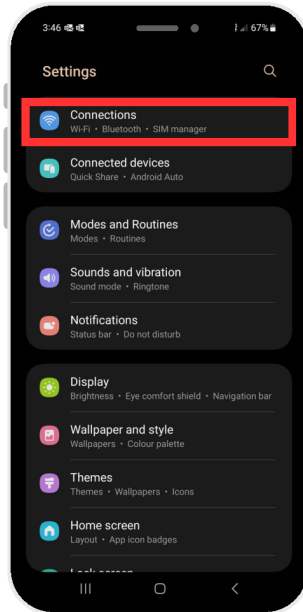 3:46
67%
Settings
Connections
Wi-Fi • Bluetooth • SIM manager
Connected devices
Quick Share • Android Auto
Modes and Routines
Modes • Routines
Sounds and vibration
Sound mode • Ringtone
Notifications
Status bar • Do not disturb
Display
Brightness • Eye comfort shield • Navigation bar
Wallpaper and style
Wallpapers • Colour palette
Themes
Themes • Wallpapers • Icons
Home screen
Layout • App icon badges